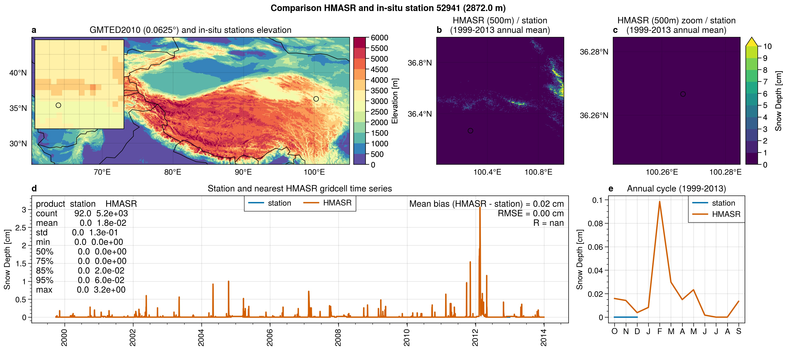 Comparison HMASR and in-situ station 52941 (2872.0 m)
a GMTED2010 (0.0625°) and in-situ stations elevation
45°N
40°N
35°N
30°N
70°E 80°E 90°E 100°E
6000
5500
5000
4500
4000
3500
3000
2500
2000
1500
1000
500
0
Elevation [m]
b HMASR (500m) / station
(1999-2013 annual mean)
36.8°N
36.4°N
100.4°E 100.8°E
c HMASR (500m) zoom / station
(1999-2013 annual mean)
36.28°N
36.26°N
100.26°E 100.28°E
10
9
8
7
6
5
4
3
2
1
0
Snow Depth [cm]
d Station and nearest HMASR gridcell time series
station HMASR
product station HMASR
count 92.0 5.2e+03
mean 0.0 1.8e-02
std 0.0 1.3e-01
min 0.0 0.0e+00
50% 0.0 0.0e+00
75% 0.0 0.0e+00
85% 0.0 2.0e-02
95% 0.0 6.0e-02
max 0.0 3.2e+00
Mean bias (HMASR - station) = 0.02 cm
RMSE = 0.00 cm
R = nan
Snow Depth [cm]
3
2.5
2
1.5
1
0.5
0
2000 2002 2004 2006 2008 2010 2012 2014
e Annual cycle (1999-2013)
station
HMASR
Snow Depth [cm]
0.1
0.08
0.06
0.04
0.02
0
O N D J F M A M J J A S